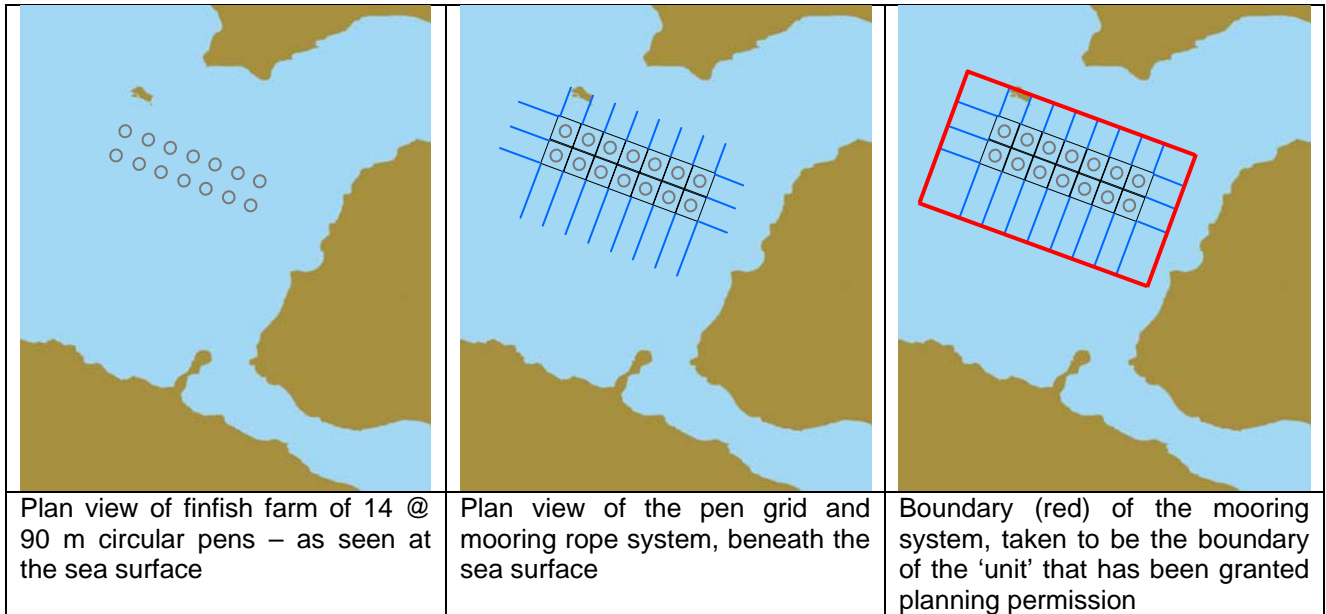 Plan view of finfish farm of 14 @
90 m circular pens – as seen at
the sea surface
Plan view of the pen grid and
mooring rope system, beneath the
sea surface
Boundary (red) of the mooring
system, taken to be the boundary
of the ‘unit’ that has been granted
planning permission